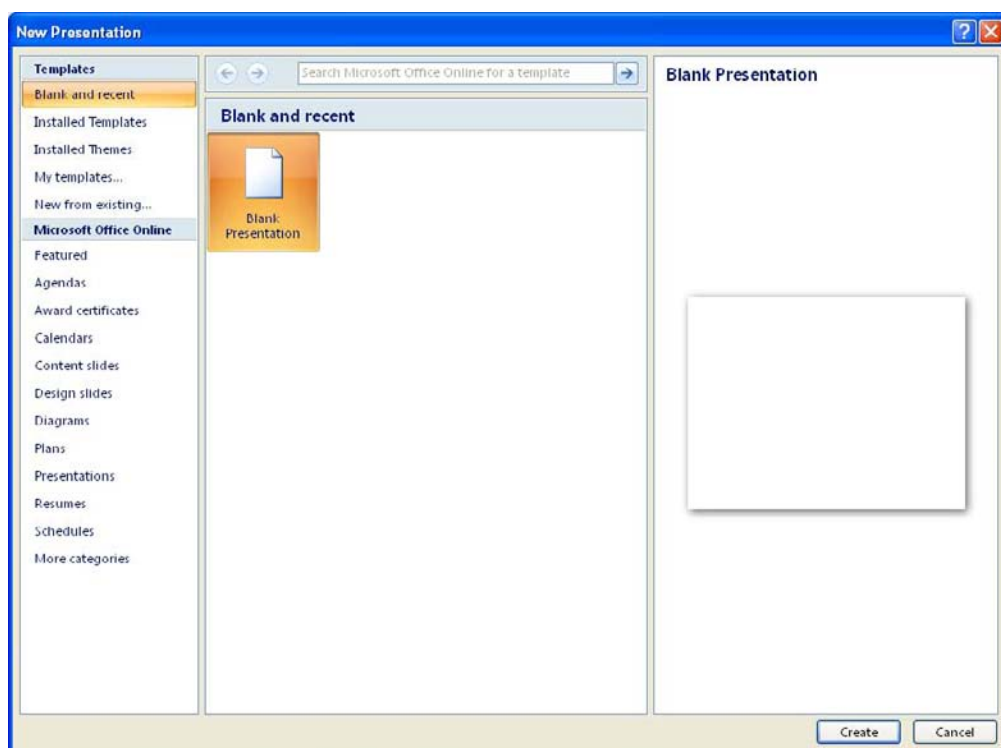 New Presentation
Templates
Blank and recent
Installed Templates
Installed Themes
My templates...
New from existing...
Microsoft Office Online
Featured
Agendas
Award certificates
Calendars
Content slides
Design slides
Diagrams
Plans
Presentations
Resumes
Schedules
More categories
Search Microsoft Office Online for a template
Blank and recent
Blank
Presentation
Blank Presentation
Create
Cancel